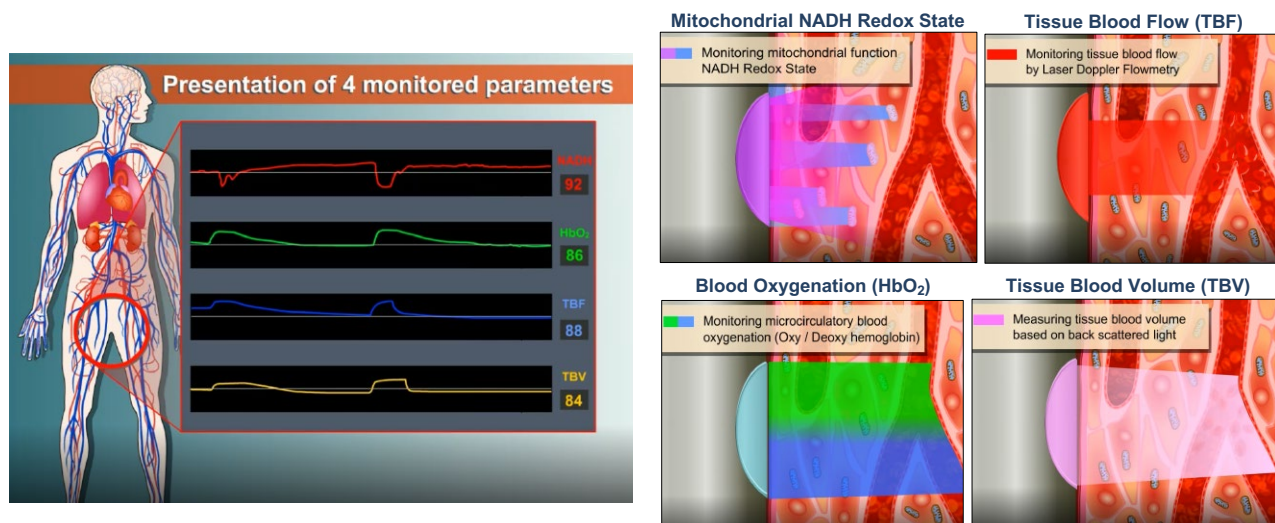 Presentation of 4 monitored parameters
NADH
92
HbO₂
86
TBF
88
TBV
84
Mitochondrial NADH Redox State
Monitoring mitochondrial function
NADH Redox State
Tissue Blood Flow (TBF)
Monitoring tissue blood flow
by Laser Doppler Flowmetry
Blood Oxygenation (HbO₂)
Monitoring microcirculatory blood
oxygenation (Oxy / Deoxy hemoglobin)
Tissue Blood Volume (TBV)
Measuring tissue blood volume
based on back scattered light